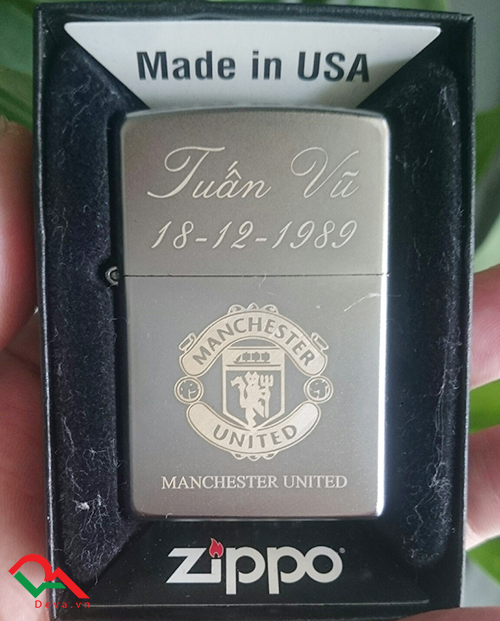 Made in USA
Tuấn Vũ
18-12-1989
MANCHESTER
UNITED
MANCHESTER UNITED
zippo
Deva.vn